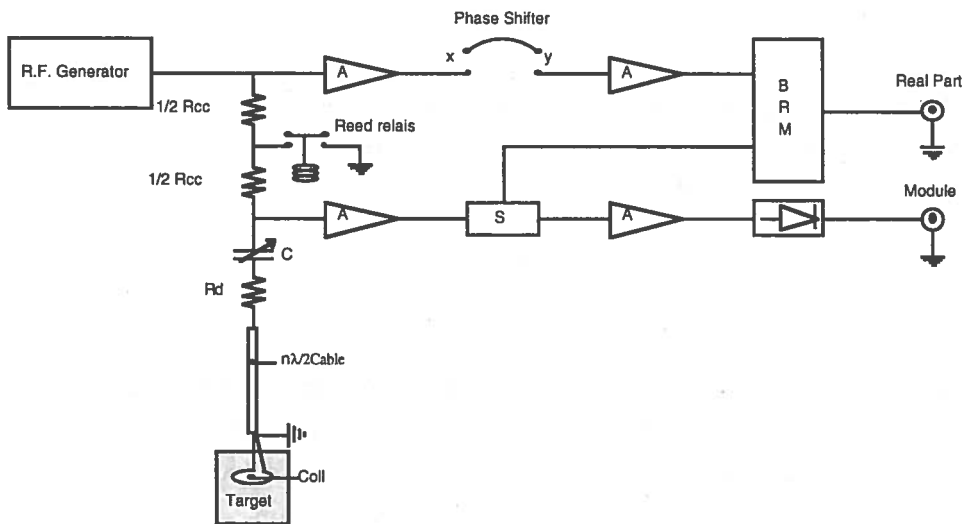 Phase Shifter
R.F. Generator
A
x
y
A
B
R
M
Real Part
1/2 Rcc
Reed relais
1/2 Rcc
A
S
A
Module
C
Rd
nλ/2Cable
Coil
Target